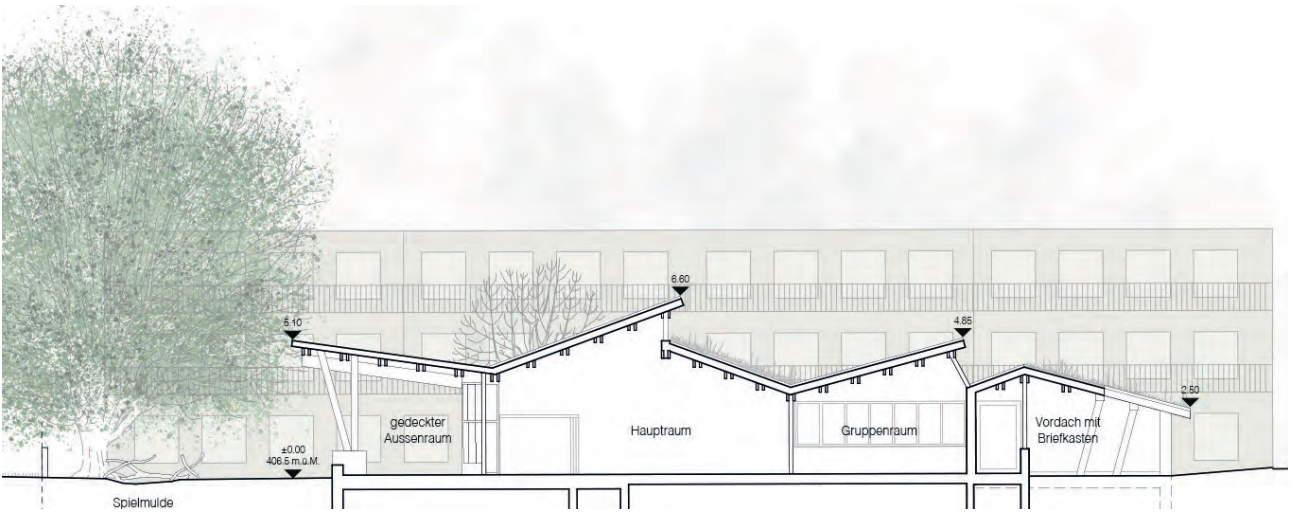 6.60
5.10
4.85
2.50
gedeckter
Aussenraum
Hauptraum
Gruppenraum
Vordach mit
Briefkasten
±0.00
406.5 m.ü.M.
Spielmulde